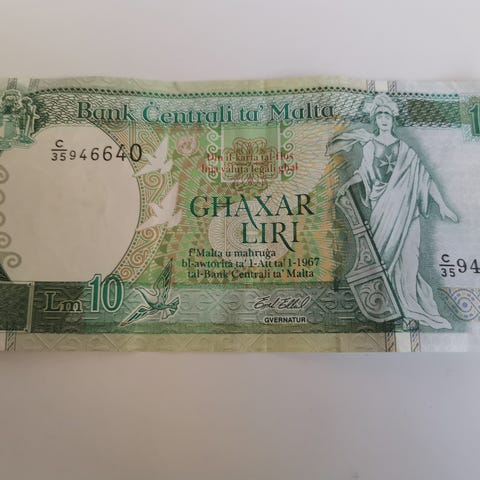 Bank Ċentrali ta' Malta
C/35 946640
Din il-karta tal-flus
hija valuta legali għal
GĦAXAR
LIRI
f'Malta u maħruġa
bl-awtorità ta' l-Att ta' l-1967
tal-Bank Ċentrali ta' Malta
C/35 94
Lm 10
GVERNATUR